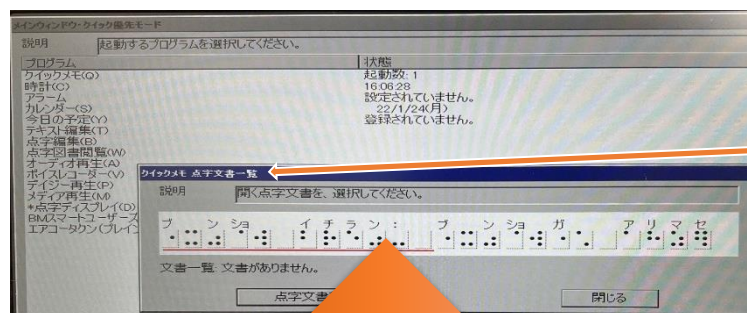 メインウィンドウ・クイック優先モード
説明 起動するプログラムを選択してください。
プログラム 状態
クイックメモ(Q) 起動数: 1
時計(C) 16:06:28
アラーム 設定されていません。
カレンダー(S) 22/1/24(月)
今日の予定(Y) 登録されていません。
テキスト編集(T)
点字編集(B)
点字図書閲覧(W)
オーディオ再生(A)
ボイスレコーダー(V)
デイジー再生(P)
メディア再生(M)
*点字ディスプレイ(D)
BMスマートユーザーズ
エアコータクン(ブレイン
クイックメモ 点字文書一覧
説明 開く点字文書を、選択してください。
ブ ン ショ イ チ ラ ン : ブ ン ショ ガ ア リ マ セ
⠐⠮⠴⠈⠺ ⠃⠗⠑⠴⠒ ⠐⠮⠴⠈⠺⠐⠡ ⠁⠓⠵⠻
文書一覧: 文書がありません。
点字文書
閉じる